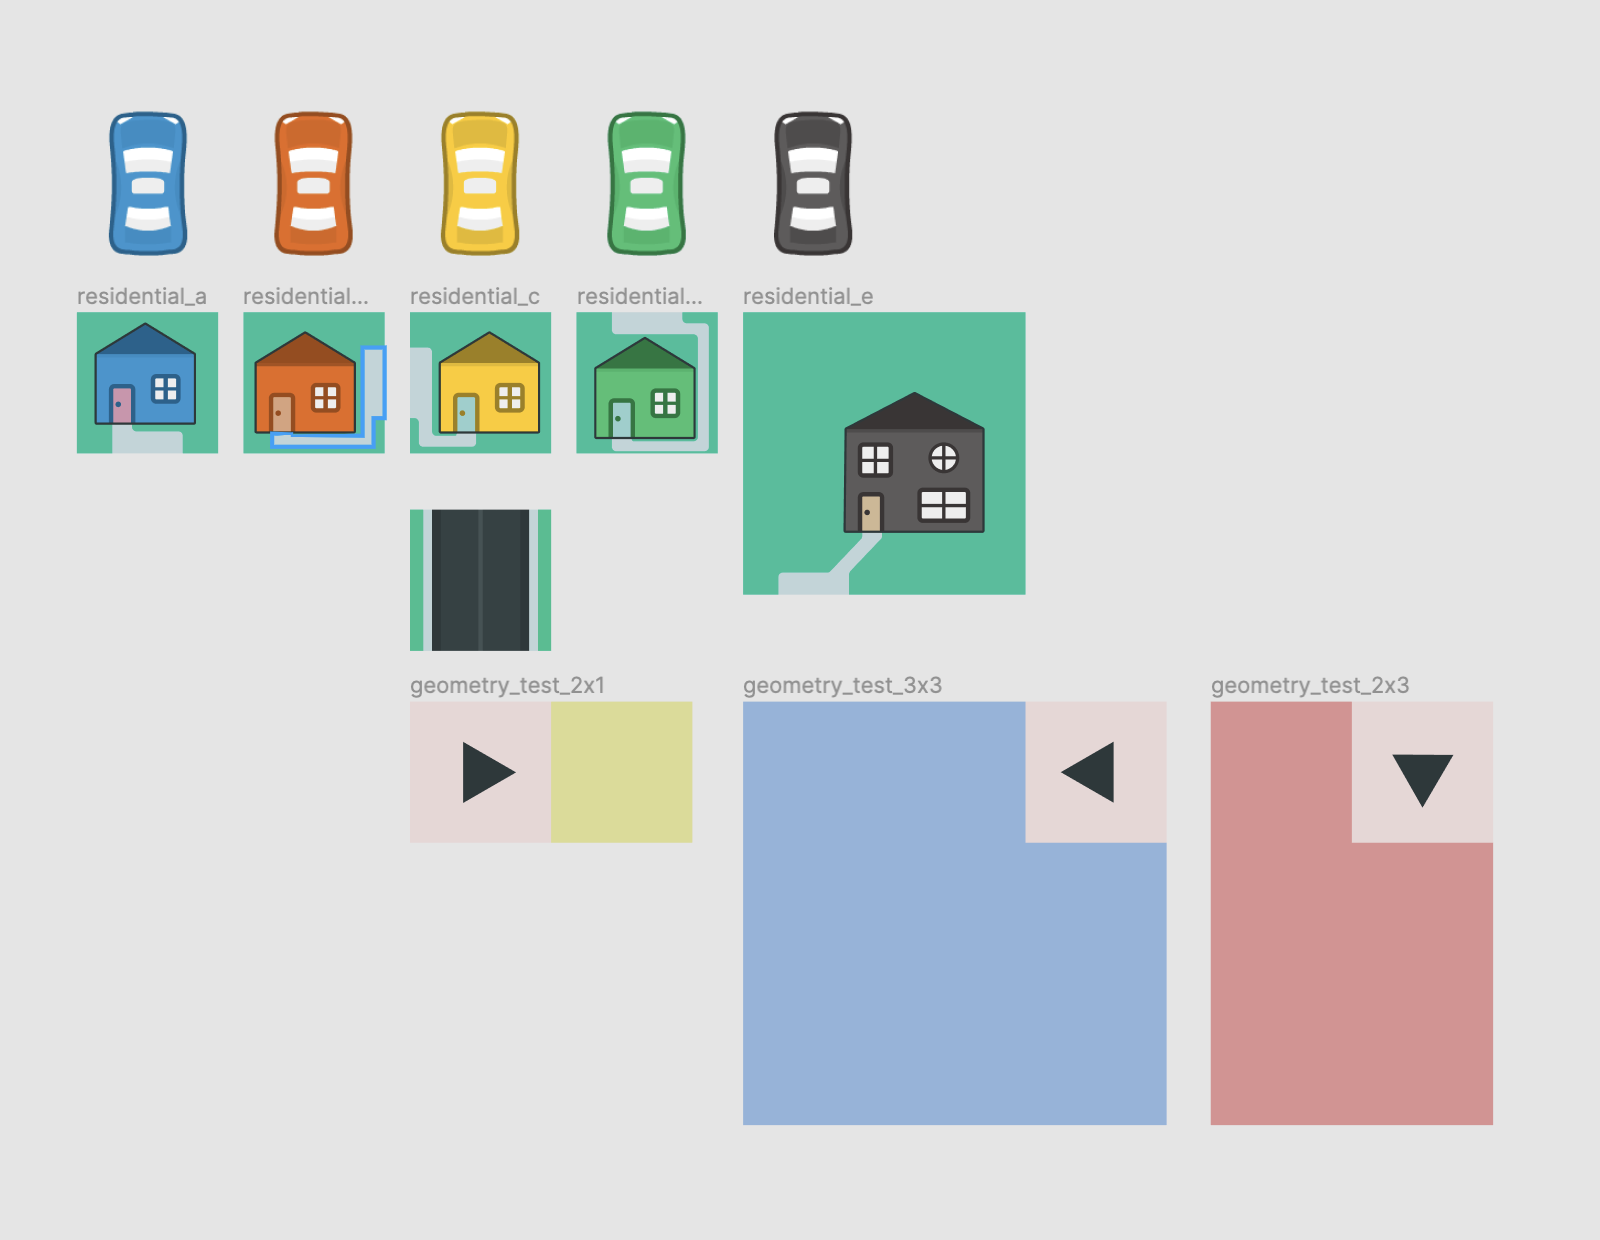 residential_a
residential...
residential_c
residential...
residential_e
geometry_test_2x1
geometry_test_3x3
geometry_test_2x3